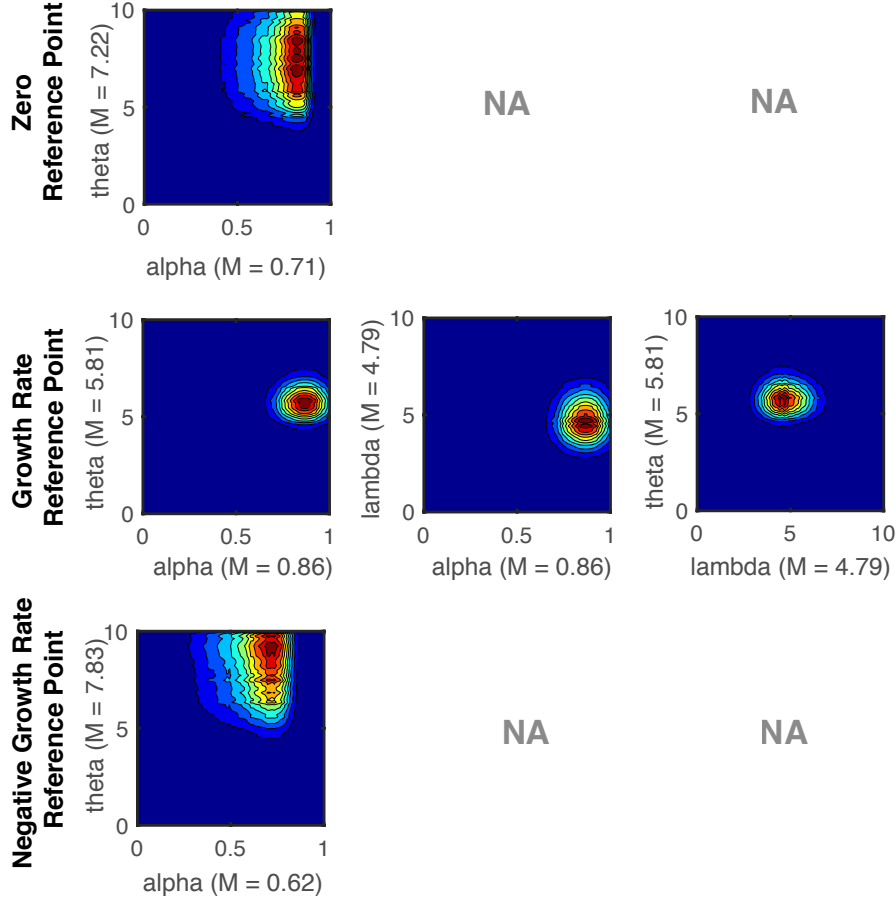 Zero
Reference Point
theta (M = 7.22)
10
5
0
0
0.5
1
alpha (M = 0.71)
NA
NA
Growth Rate
Reference Point
theta (M = 5.81)
10
5
0
0
0.5
1
alpha (M = 0.86)
lambda (M = 4.79)
10
5
0
0
0.5
1
alpha (M = 0.86)
theta (M = 5.81)
10
5
0
0
5
10
lambda (M = 4.79)
Negative Growth Rate
Reference Point
theta (M = 7.83)
10
5
0
0
0.5
1
alpha (M = 0.62)
NA
NA